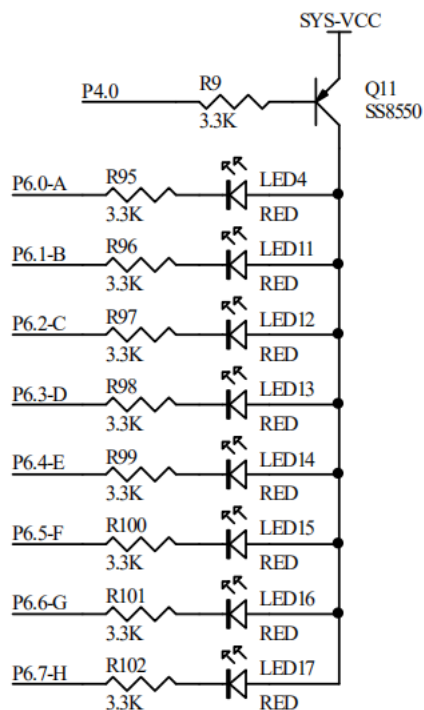 SYS-VCC
P4.0
R9
3.3K
Q11
SS8550
P6.0-A
R95
3.3K
LED4
RED
P6.1-B
R96
3.3K
LED11
RED
P6.2-C
R97
3.3K
LED12
RED
P6.3-D
R98
3.3K
LED13
RED
P6.4-E
R99
3.3K
LED14
RED
P6.5-F
R100
3.3K
LED15
RED
P6.6-G
R101
3.3K
LED16
RED
P6.7-H
R102
3.3K
LED17
RED